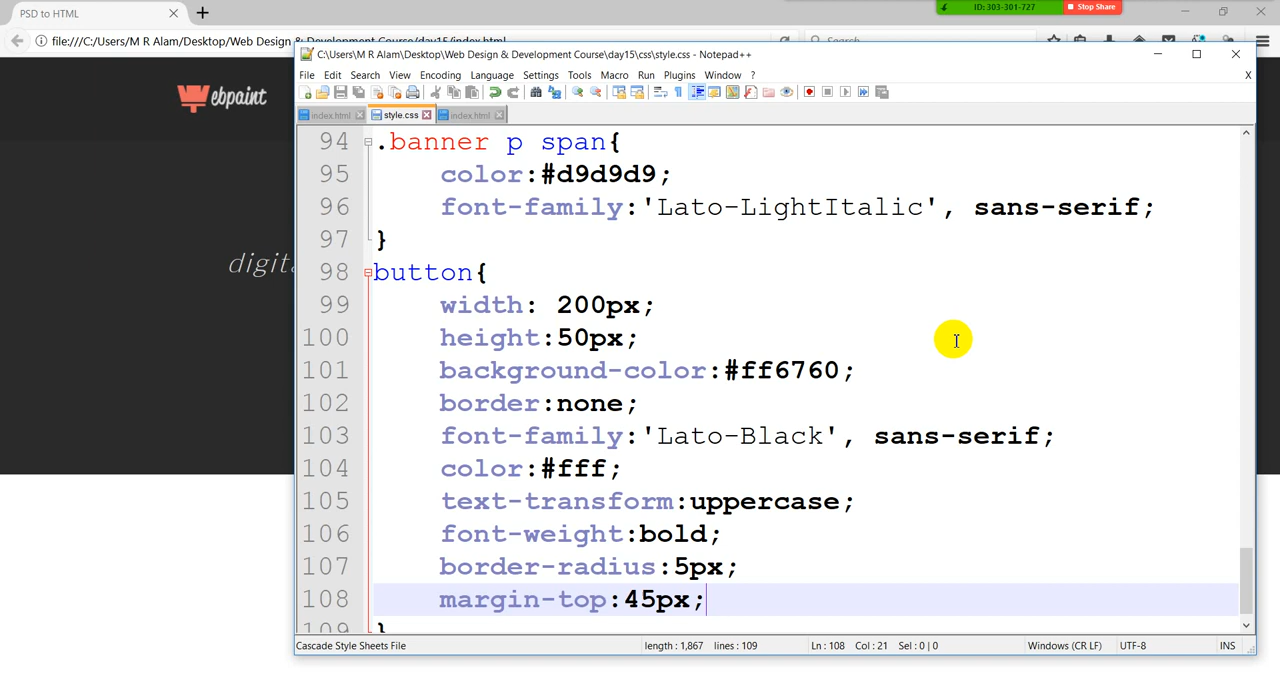 PSD to HTML
ID: 303-301-727
Stop Share
file:///C:/Users/M R Alam/Desktop/Web Design & Development Course/day15/index.html
Search
C:\Users\M R Alam\Desktop\Web Design & Development Course\day15\css\style.css - Notepad++
File Edit Search View Encoding Language Settings Tools Macro Run Plugins Window ? X
index.html style.css index.html
ebpaint
digit
94 .banner p span{
95 color:#d9d9d9;
96 font-family:'Lato-LightItalic', sans-serif;
97 }
98 button{
99 width: 200px;
100 height:50px;
101 background-color:#ff6760;
102 border:none;
103 font-family:'Lato-Black', sans-serif;
104 color:#fff;
105 text-transform:uppercase;
106 font-weight:bold;
107 border-radius:5px;
108 margin-top:45px;
109 }
Cascade Style Sheets File length : 1,867 lines : 109 Ln : 108 Col : 21 Sel : 0 | 0 Windows (CR LF) UTF-8 INS